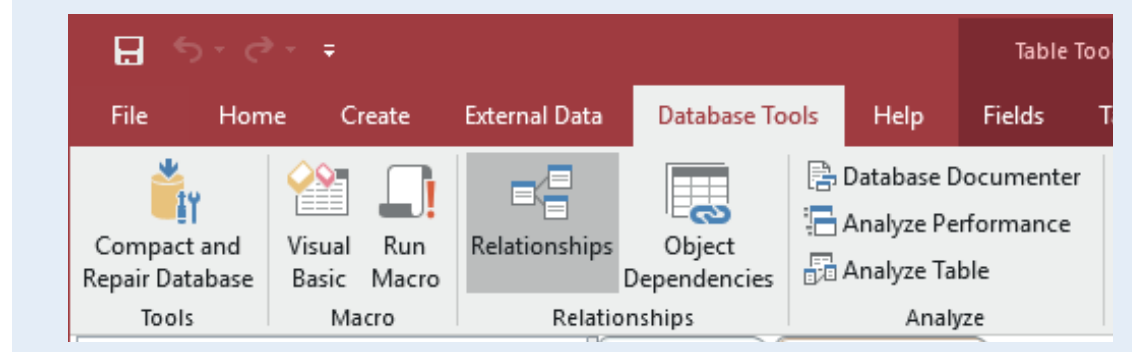 Table Tool
File Home Create External Data Database Tools Help Fields
Compact and Repair Database
Visual Basic
Run Macro
Relationships
Object Dependencies
Database Documenter
Analyze Performance
Analyze Table
Tools Macro Relationships Analyze